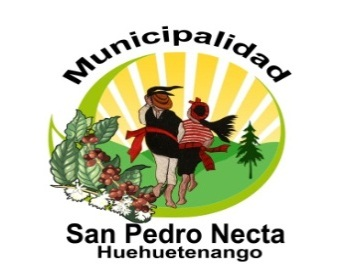 Municipalidad
San Pedro Necta
Huehuetenango